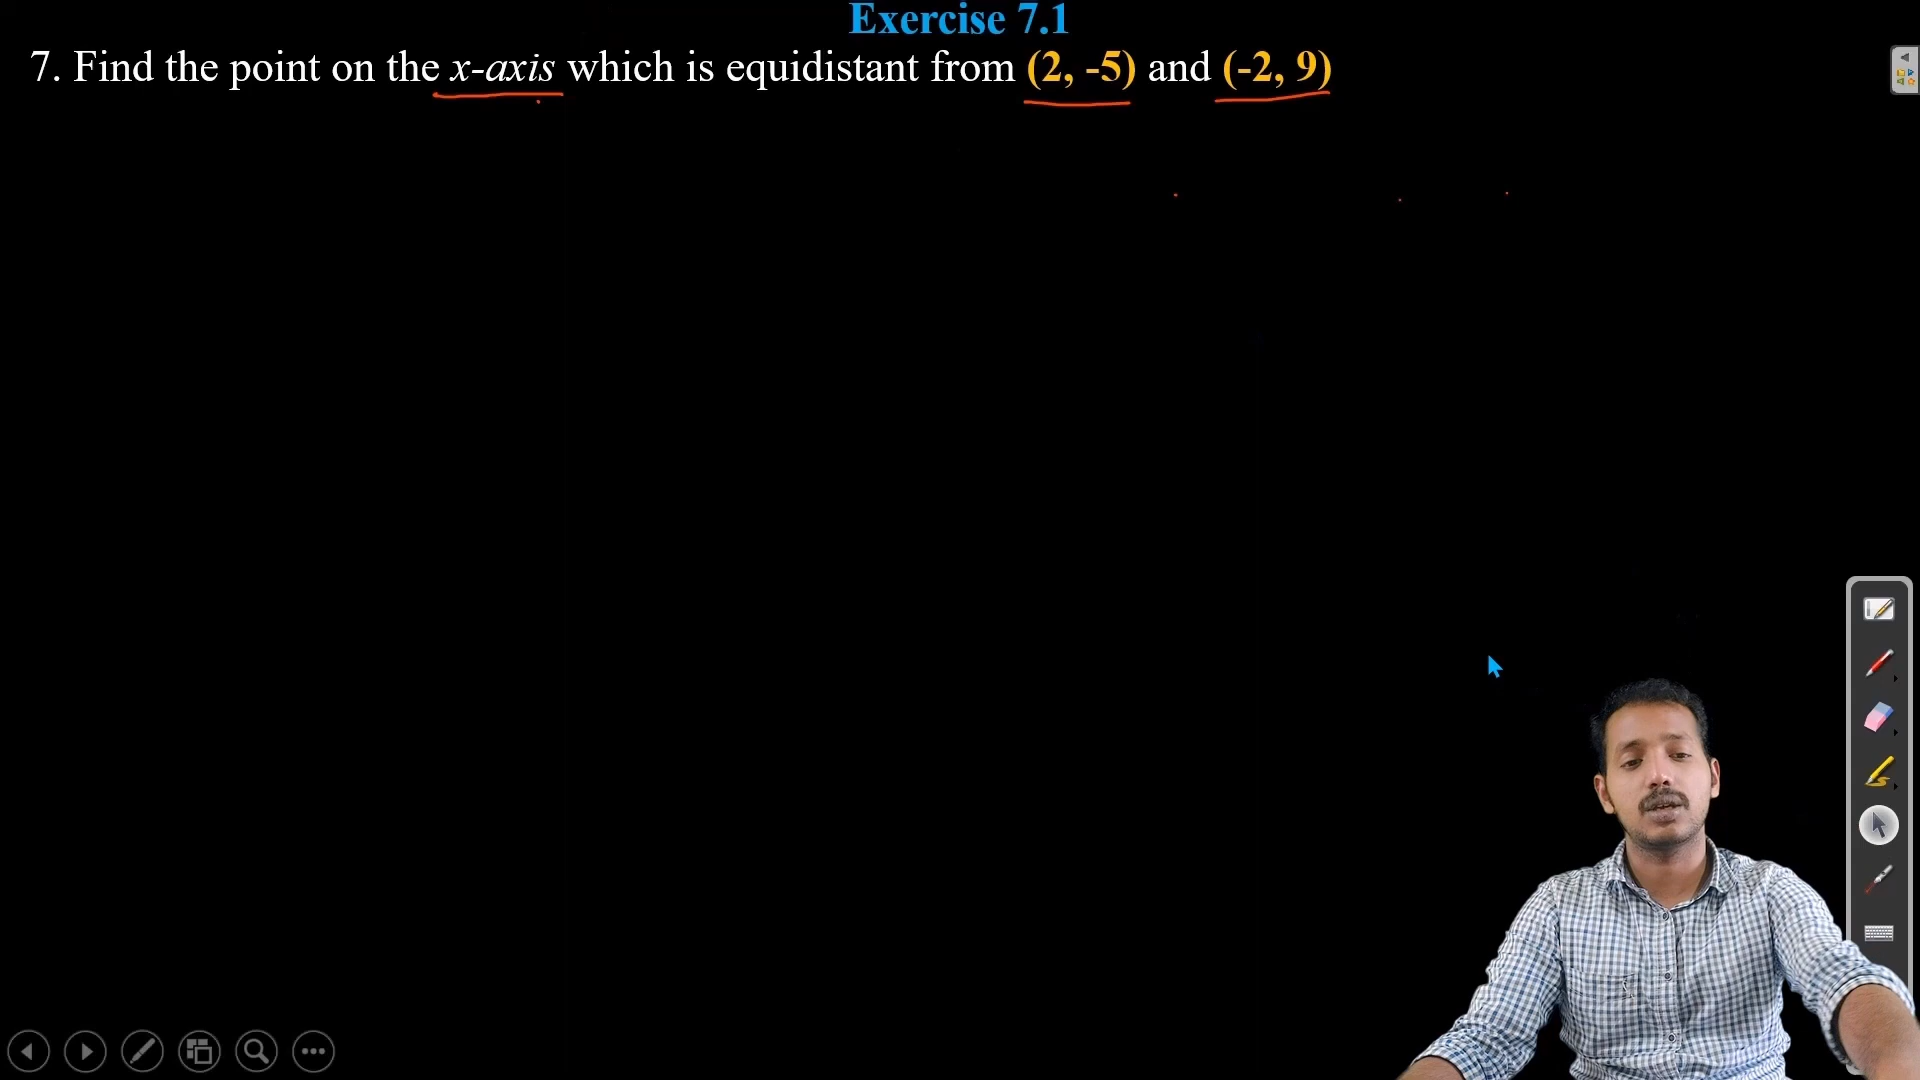 Exercise 7.1
7. Find the point on the x-axis which is equidistant from (2, -5) and (-2, 9)